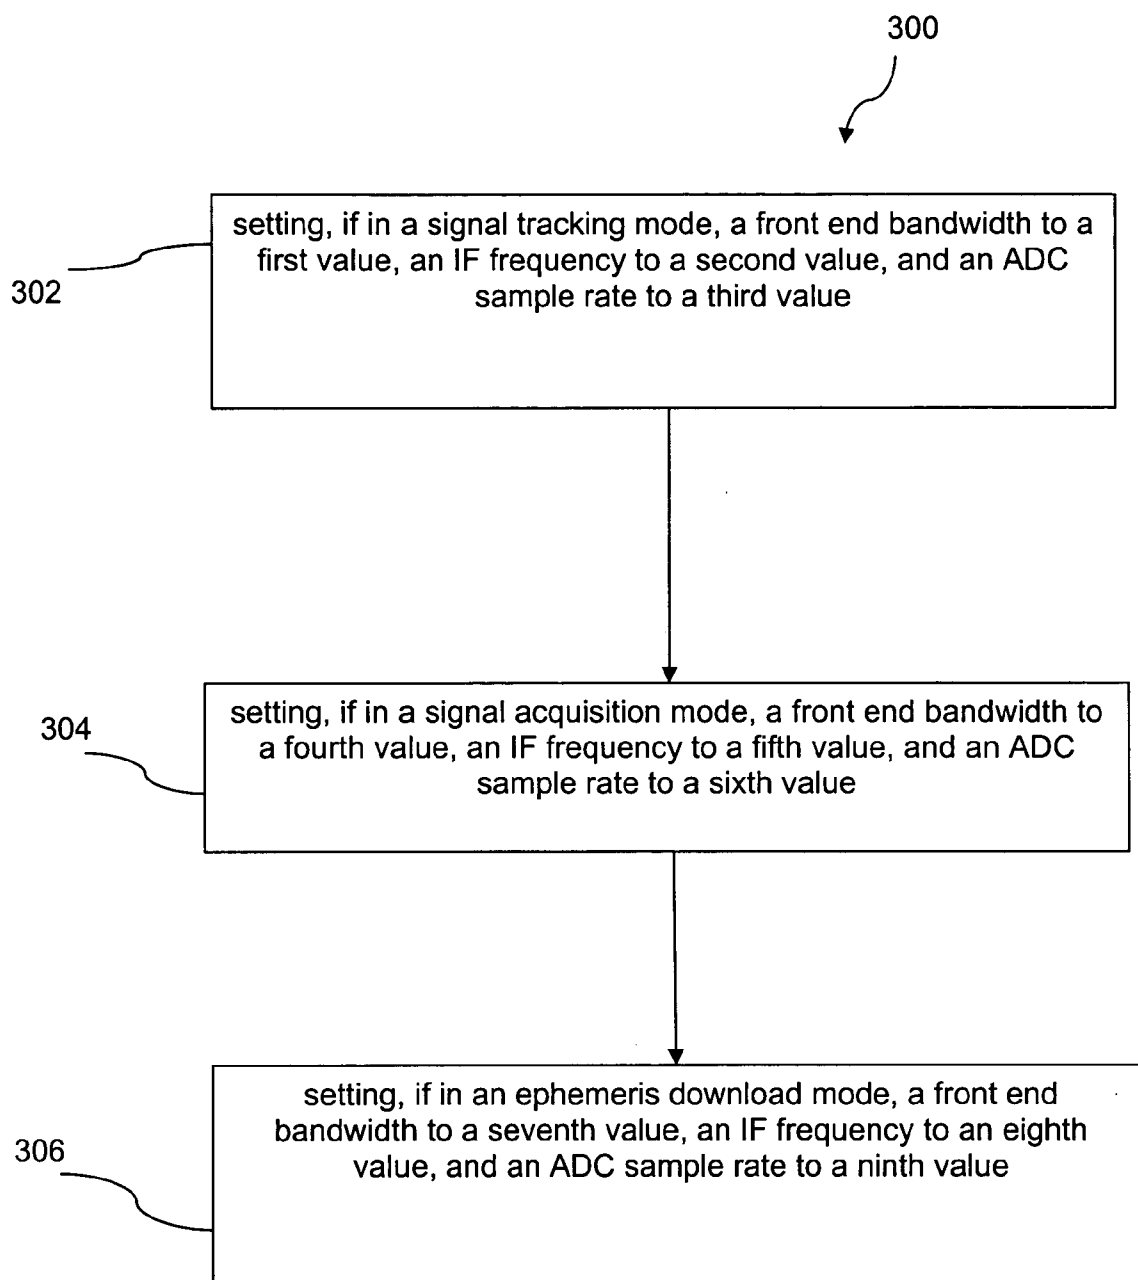 300
setting, if in a signal tracking mode, a front end bandwidth to a
first value, an IF frequency to a second value, and an ADC
sample rate to a third value
302
setting, if in a signal acquisition mode, a front end bandwidth to
a fourth value, an IF frequency to a fifth value, and an ADC
sample rate to a sixth value
304
setting, if in an ephemeris download mode, a front end
bandwidth to a seventh value, an IF frequency to an eighth
value, and an ADC sample rate to a ninth value
306